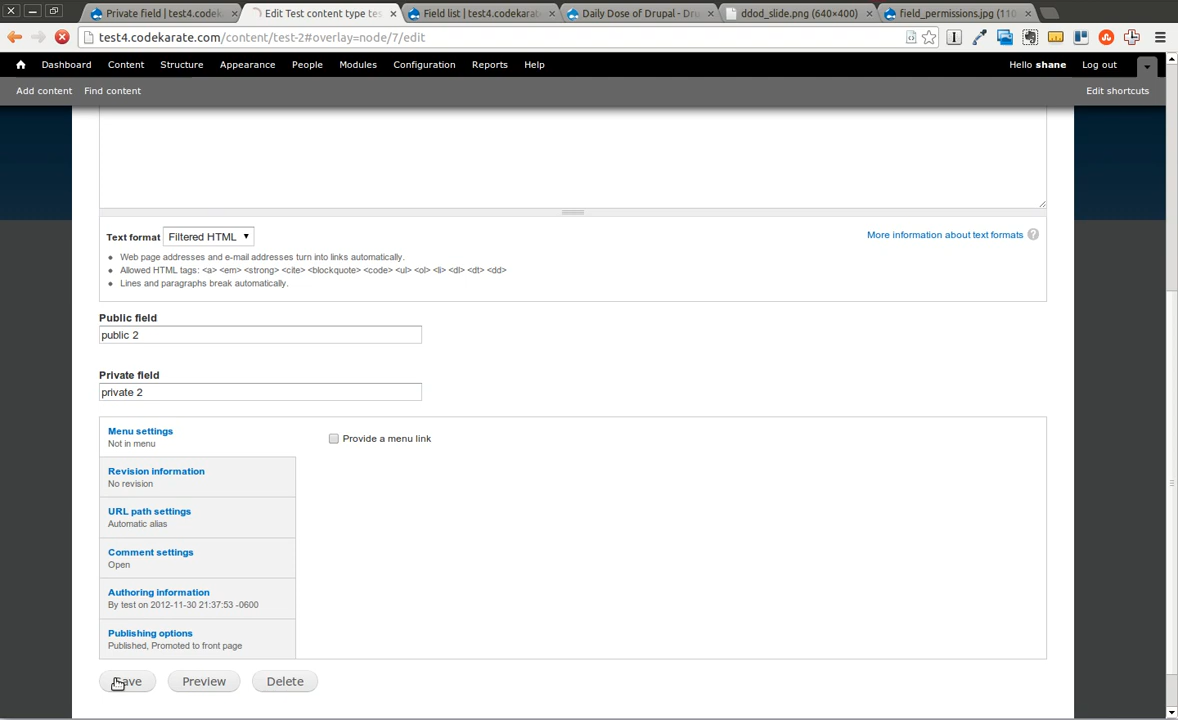 Private field | test4.codek
Edit Test content type te
Field list | test4.codekarat
Daily Dose of Drupal - Dru
ddod_slide.png (640×400)
field_permissions.jpg (110
test4.codekarate.com/content/test-2#overlay=node/7/edit
Dashboard Content Structure Appearance People Modules Configuration Reports Help Hello shane Log out
Add content Find content Edit shortcuts
Text format Filtered HTML More information about text formats ?
Web page addresses and e-mail addresses turn into links automatically.
Allowed HTML tags: <a> <em> <strong> <cite> <blockquote> <code> <ul> <ol> <li> <dl> <dt> <dd>
Lines and paragraphs break automatically.
Public field
public 2
Private field
private 2
Menu settings
Not in menu
Provide a menu link
Revision information
No revision
URL path settings
Automatic alias
Comment settings
Open
Authoring information
By test on 2012-11-30 21:37:53 -0600
Publishing options
Published, Promoted to front page
Save Preview Delete